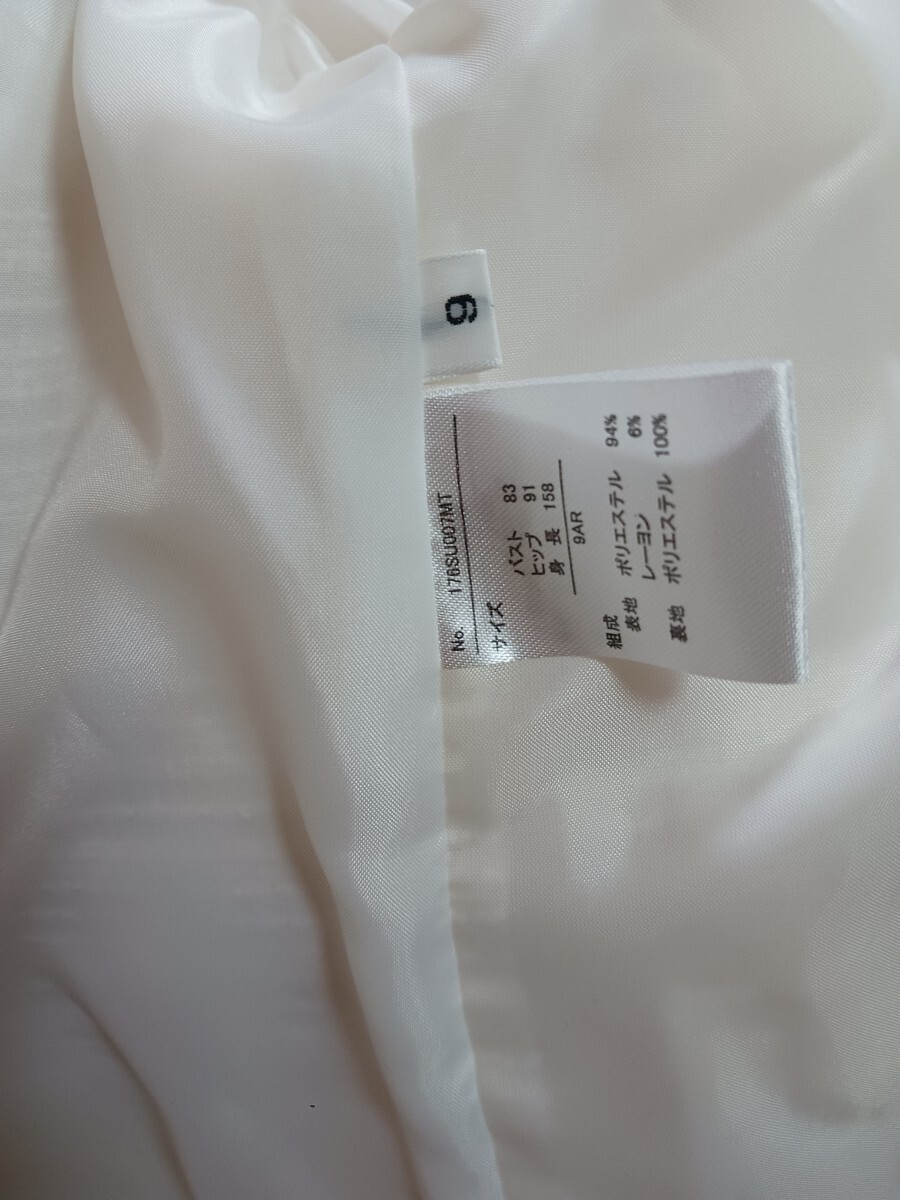 9
No. 176SU007MT
サイズ
バスト 83
ヒップ 91
身長 158
9AR
組成
表地 ポリエステル 94%
レーヨン 6%
裏地 ポリエステル 100%